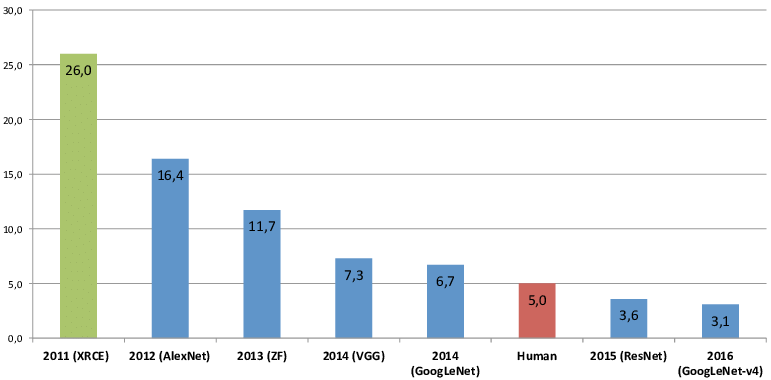 30,0
25,0
20,0
15,0
10,0
5,0
0,0
26,0
16,4
11,7
7,3
6,7
5,0
3,6
3,1
2011 (XRCE)
2012 (AlexNet)
2013 (ZF)
2014 (VGG)
2014
(GoogLeNet)
Human
2015 (ResNet)
2016
(GoogLeNet-v4)